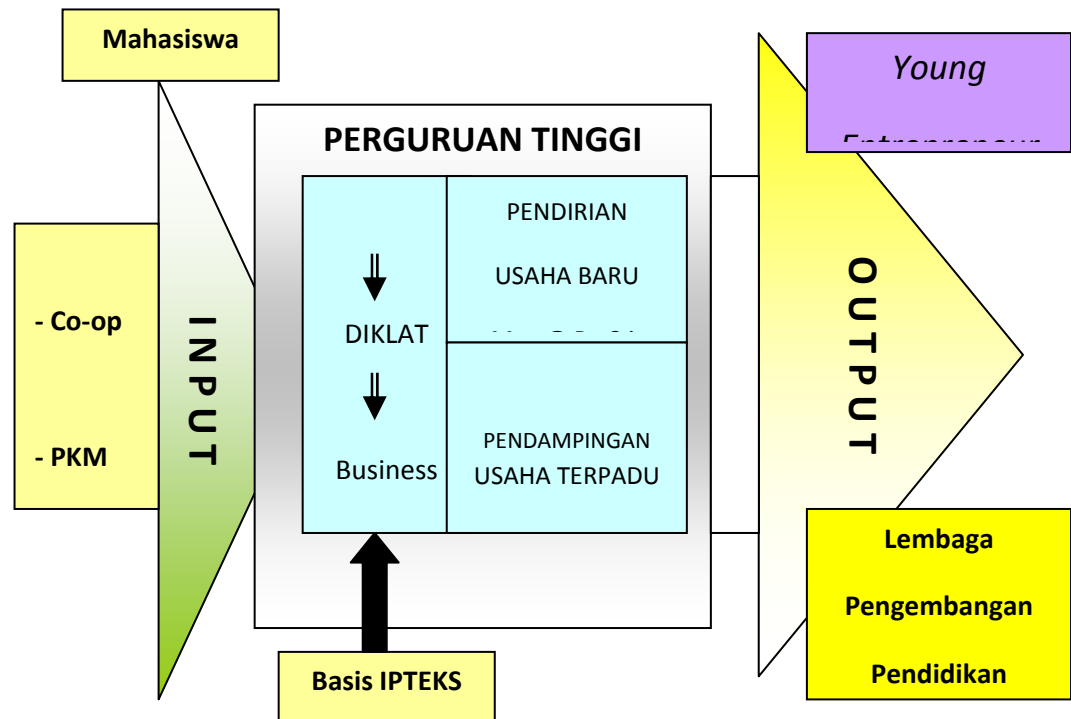 Mahasiswa
- Co-op
- PKM
INPUT
PERGURUAN TINGGI
DIKLAT
Business
PENDIRIAN
USAHA BARU
PENDAMPINGAN
USAHA TERPADU
Basis IPTEKS
OUTPUT
Young
Entrepreneur
Lembaga
Pengembangan
Pendidikan